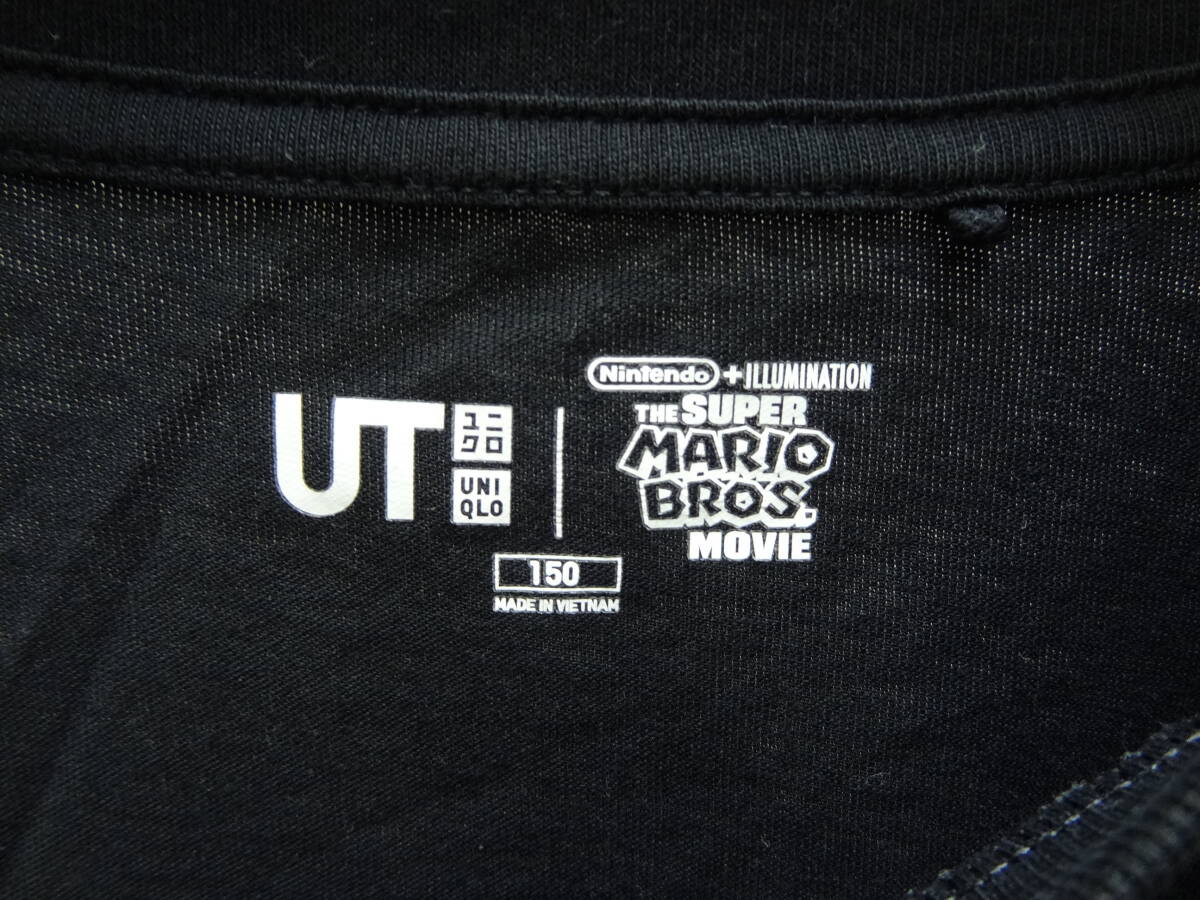 Nintendo + ILLUMINATION
THE SUPER
MARIO
BROS.
MOVIE
UT
ユニ
クロ
UNI
QLO
150
MADE IN VIETNAM